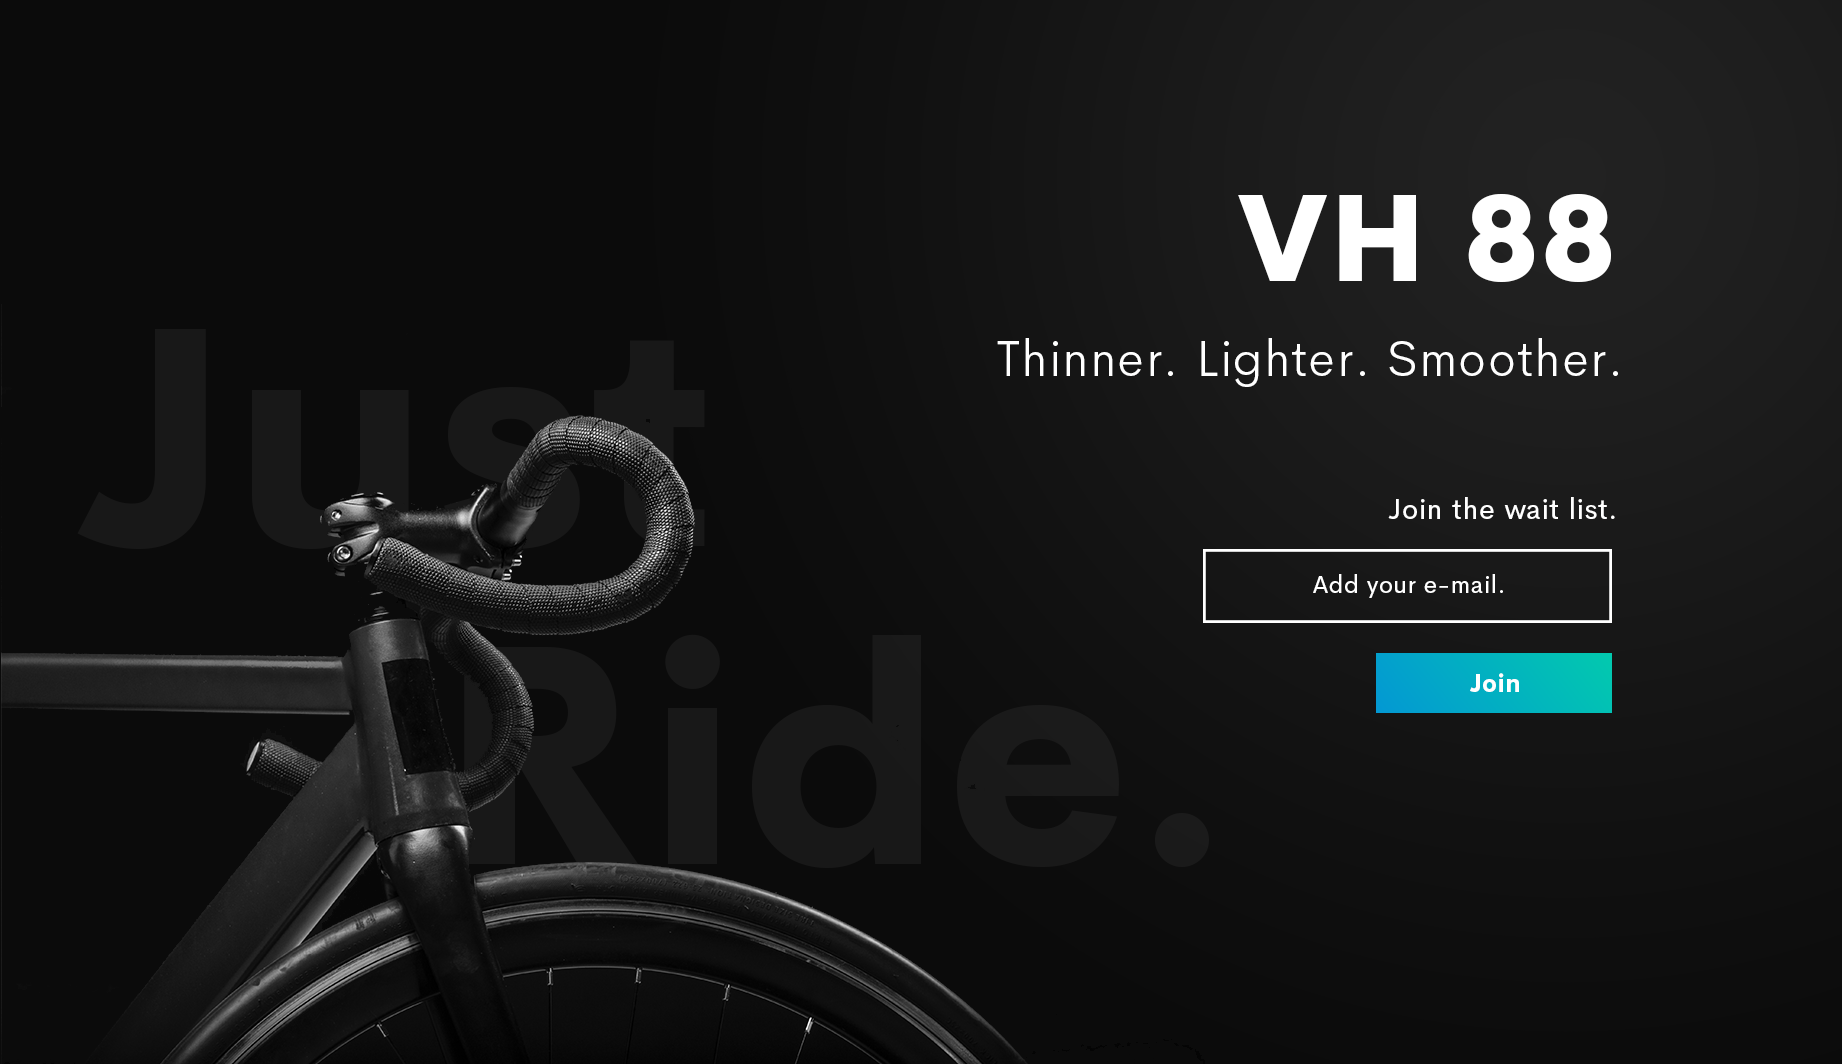 VH 88
Thinner. Lighter. Smoother.
Just
Ride.
Join the wait list.
Add your e-mail.
Join